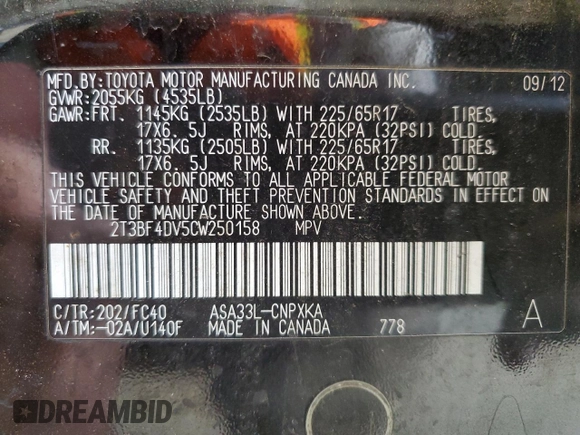 MFD.BY:TOYOTA MOTOR MANUFACTURING CANADA INC. 09/12
GVWR:2055KG (4535LB)
GAWR:FRT. 1145KG (2535LB) WITH 225/65R17 TIRES,
17X6.5J RIMS, AT 220KPA (32PSI) COLD.
RR. 1135KG (2505LB) WITH 225/65R17 TIRES,
17X6.5J RIMS, AT 220KPA (32PSI) COLD.
THIS VEHICLE CONFORMS TO ALL APPLICABLE FEDERAL MOTOR
VEHICLE SAFETY AND THEFT PREVENTION STANDARDS IN EFFECT ON
THE DATE OF MANUFACTURE SHOWN ABOVE.
2T3BF4DV5CW250158 MPV
C/TR:202/FC40 ASA33L-CNPXKA A
A/TM:-02A/U140F MADE IN CANADA 778
DREAMBID